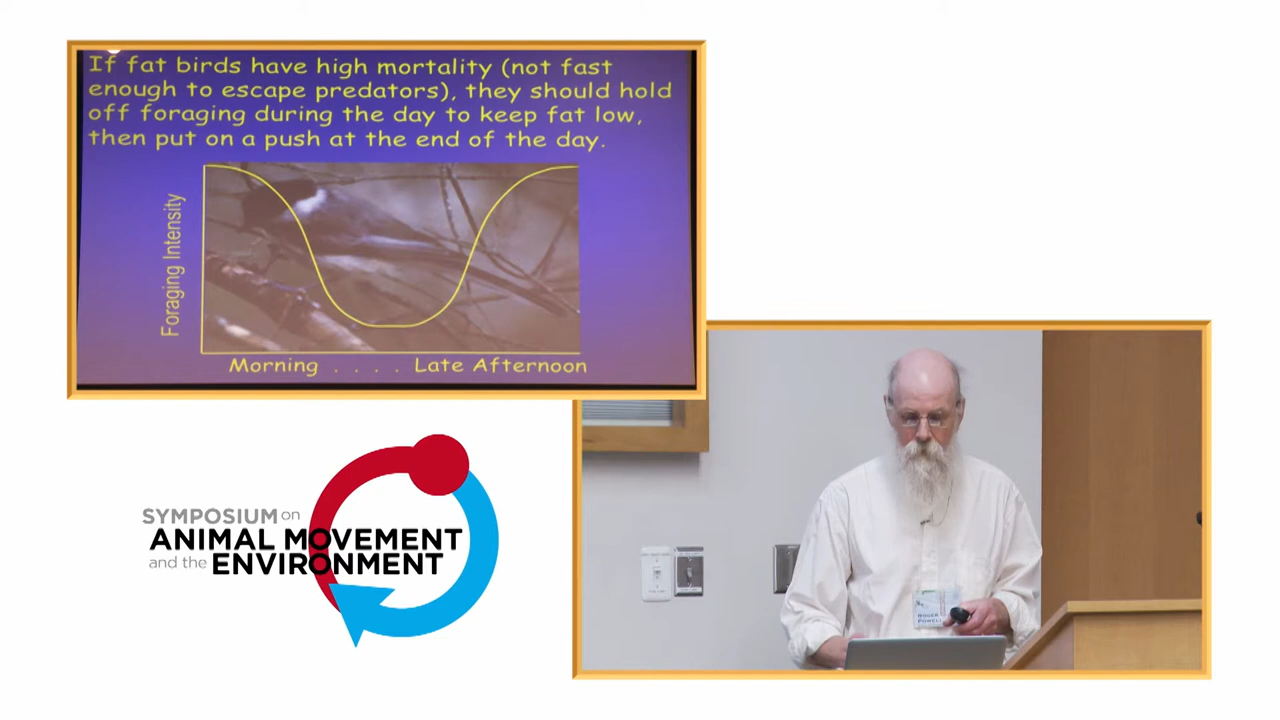 If fat birds have high mortality (not fast
enough to escape predators), they should hold
off foraging during the day to keep fat low,
then put on a push at the end of the day.
Foraging Intensity
Morning . . . . Late Afternoon
SYMPOSIUM on
ANIMAL MOVEMENT
and the ENVIRONMENT
ROGER
POWELL